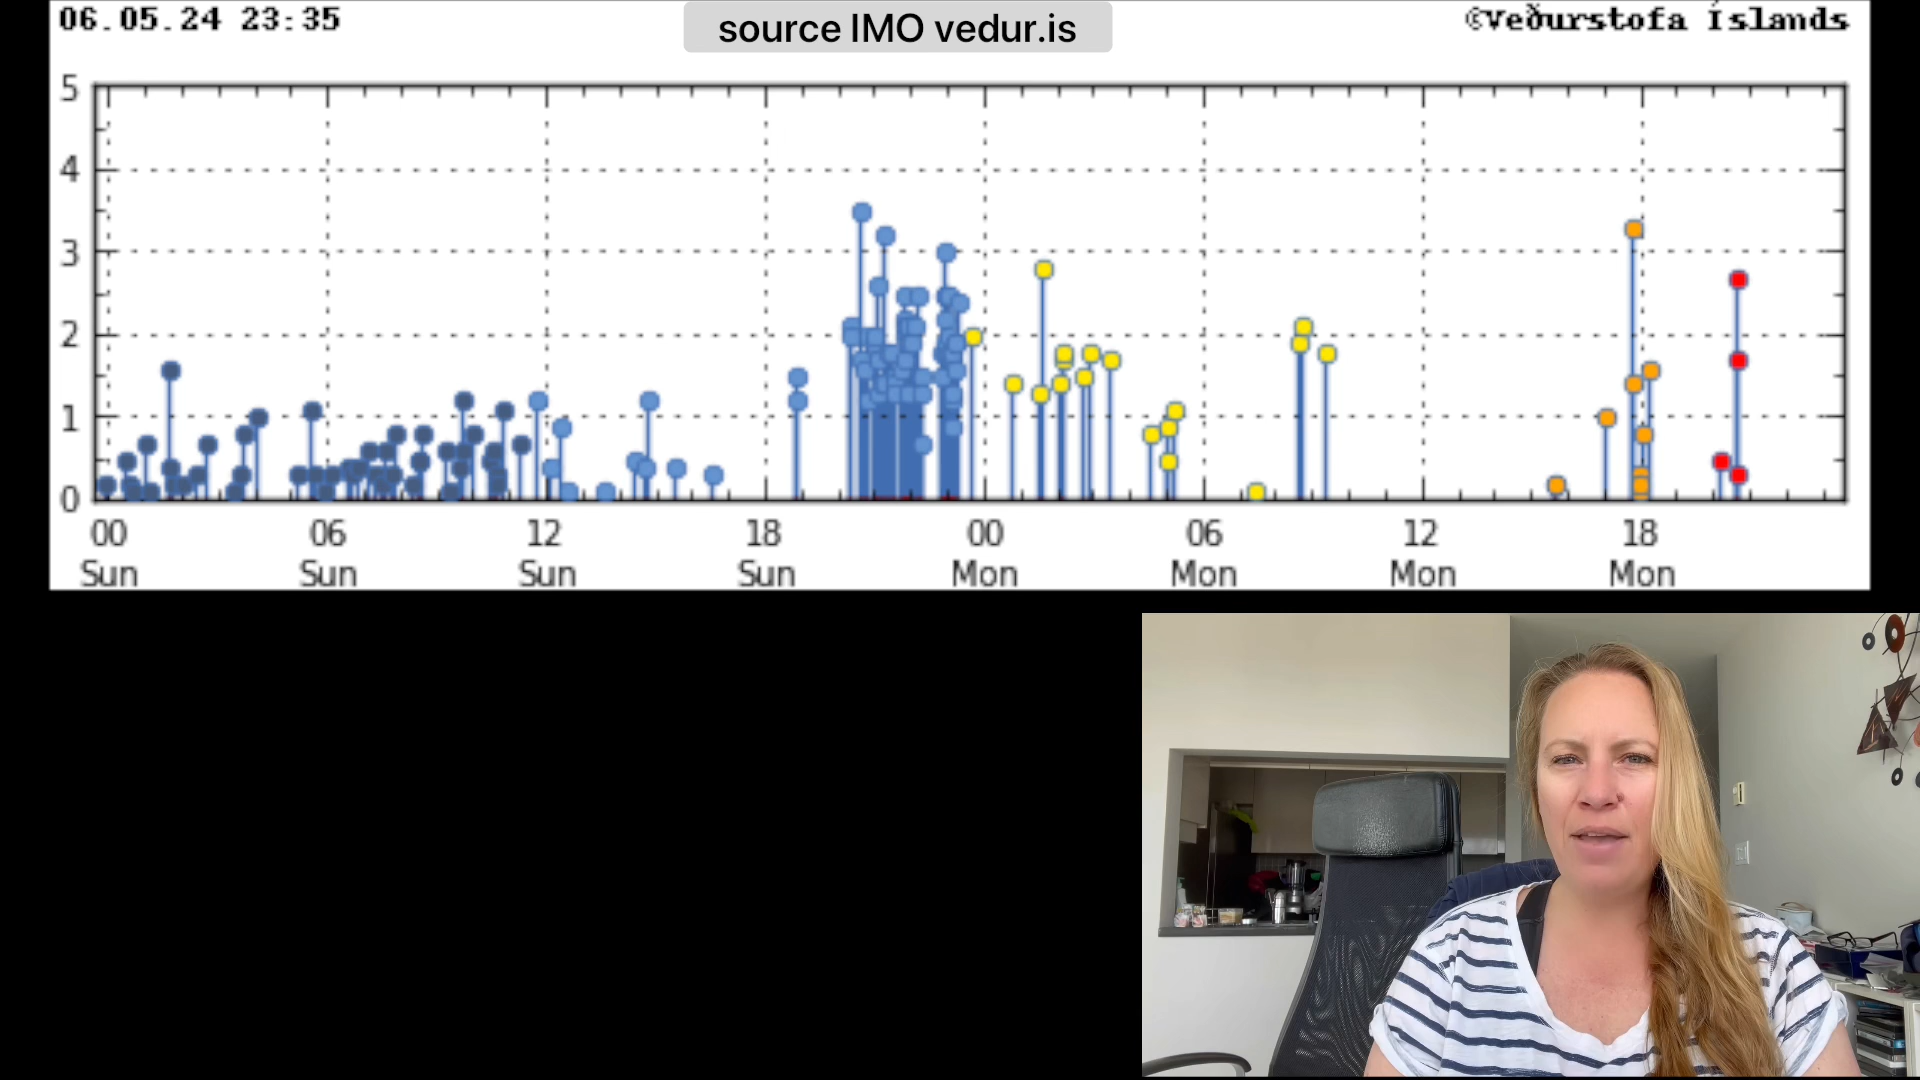 06.05.24 23:35
source IMO vedur.is
©Veðurstofa Íslands
5
4
3
2
1
0
00 06 12 18 00 06 12 18
Sun Sun Sun Sun Mon Mon Mon Mon